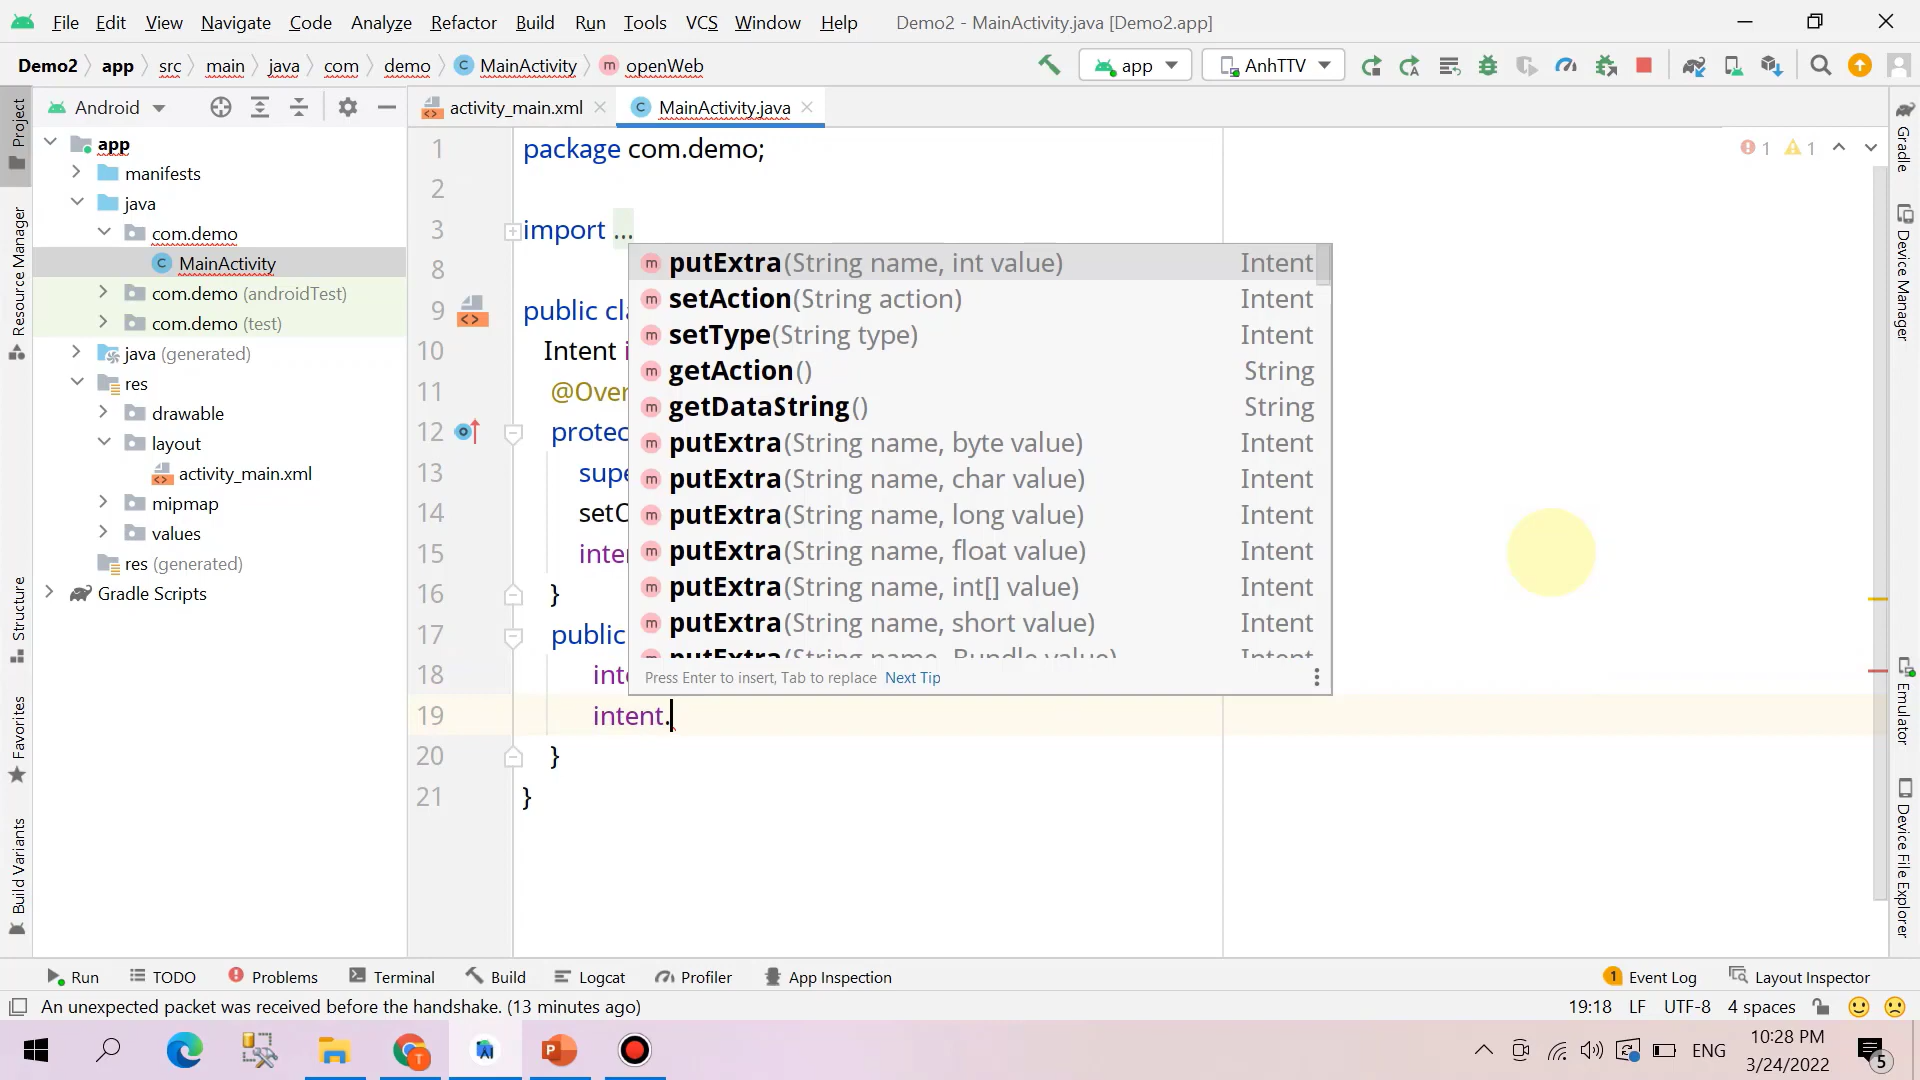 File Edit View Navigate Code Analyze Refactor Build Run Tools VCS Window Help Demo2 - MainActivity.java [Demo2.app]
Demo2 app src main java com demo C MainActivity m openWeb app AnhTTV
Android
activity_main.xml
C MainActivity.java
Project
Resource Manager
Structure
Favorites
Build Variants
app
manifests
java
com.demo
C MainActivity
com.demo (androidTest)
com.demo (test)
java (generated)
res
drawable
layout
activity_main.xml
mipmap
values
res (generated)
Gradle Scripts
1 package com.demo;
2
3 import ...
8
9 public cla
10 Intent i
11 @Over
12 protec
13 supe
14 setC
15 inte
16 }
17 public
18 inte
19 intent.
20 }
21 }
1 1
m putExtra(String name, int value) Intent
m setAction(String action) Intent
m setType(String type) Intent
m getAction() String
m getDataString() String
m putExtra(String name, byte value) Intent
m putExtra(String name, char value) Intent
m putExtra(String name, long value) Intent
m putExtra(String name, float value) Intent
m putExtra(String name, int[] value) Intent
m putExtra(String name, short value) Intent
m putExtra(String name, Bundle value) Intent
Press Enter to insert, Tab to replace Next Tip
Gradle
Device Manager
Emulator
Device File Explorer
Run TODO Problems Terminal Build Logcat Profiler App Inspection 1 Event Log Layout Inspector
An unexpected packet was received before the handshake. (13 minutes ago) 19:18 LF UTF-8 4 spaces
T
P
ENG
10:28 PM
3/24/2022
5